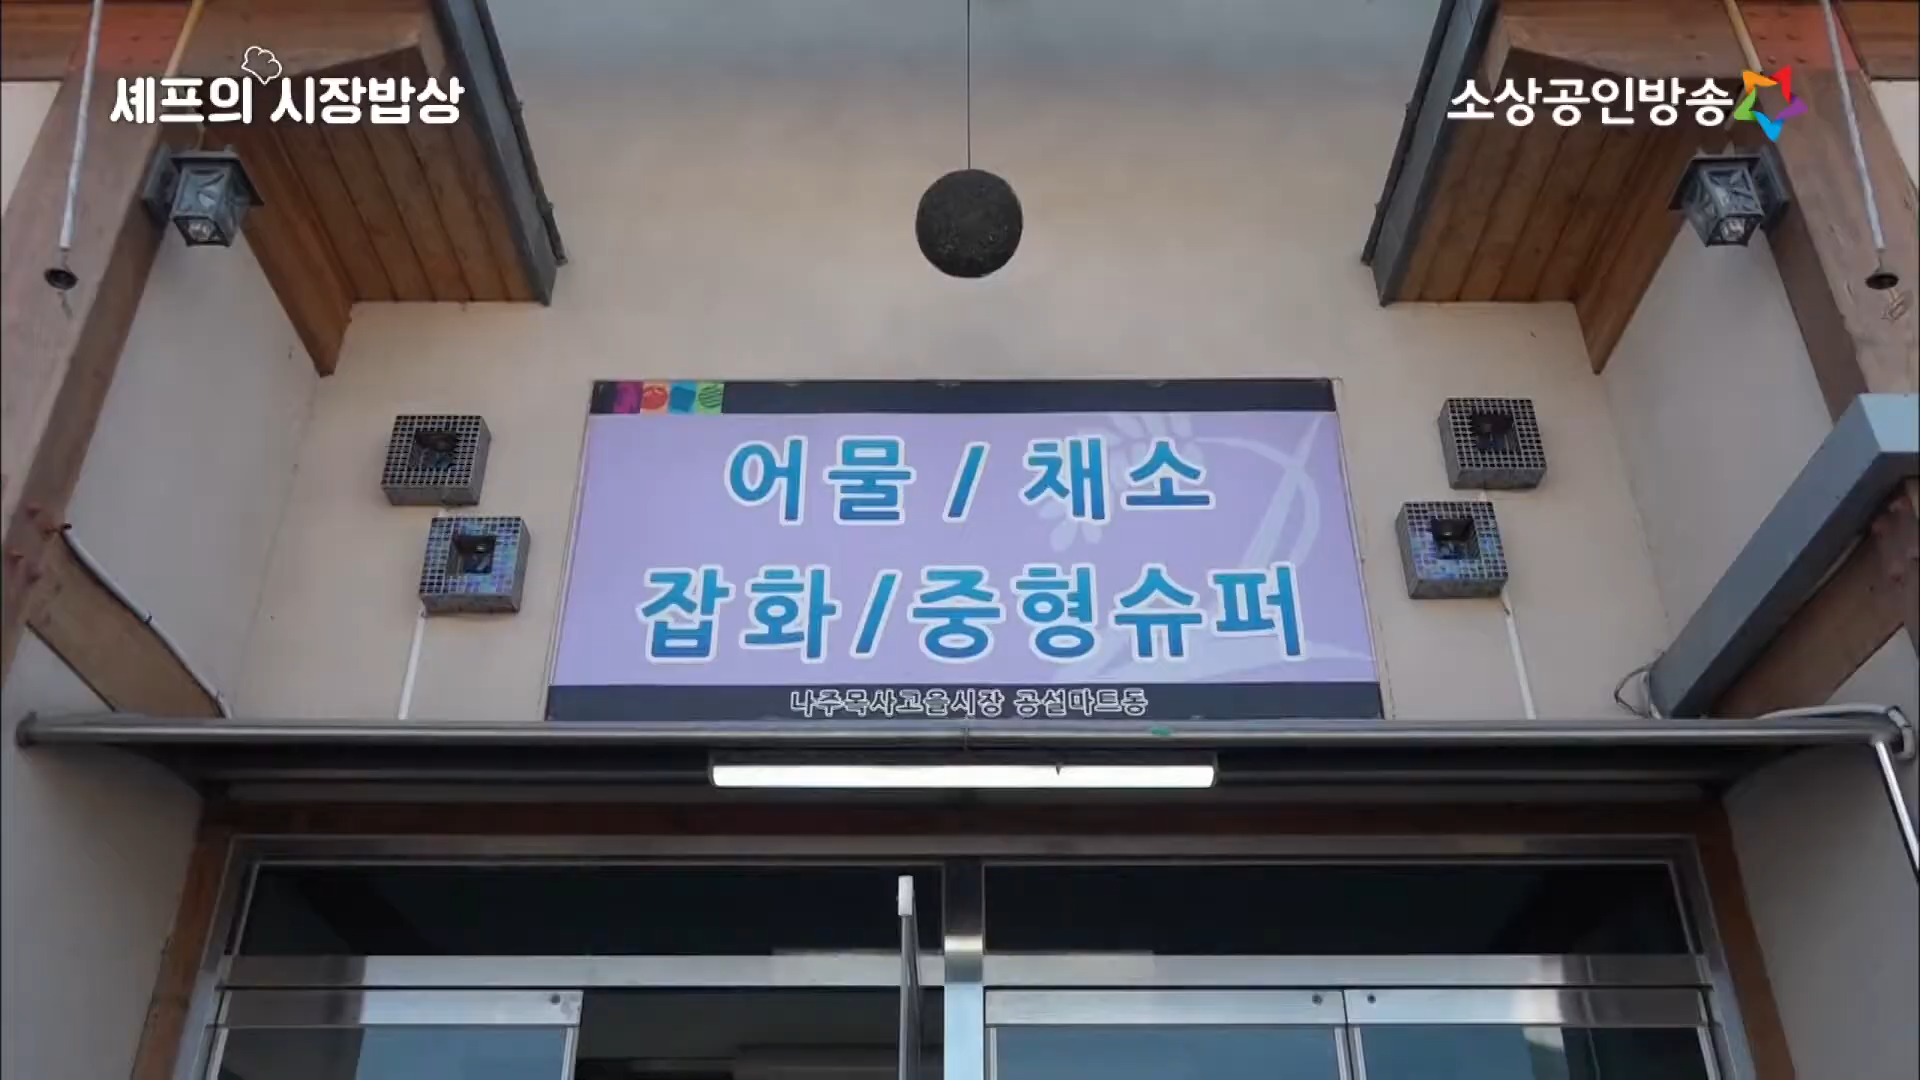 셰프의 시장밥상
소상공인방송
어물 / 채소
잡화/중형슈퍼
나주목사고을시장 공설마트동